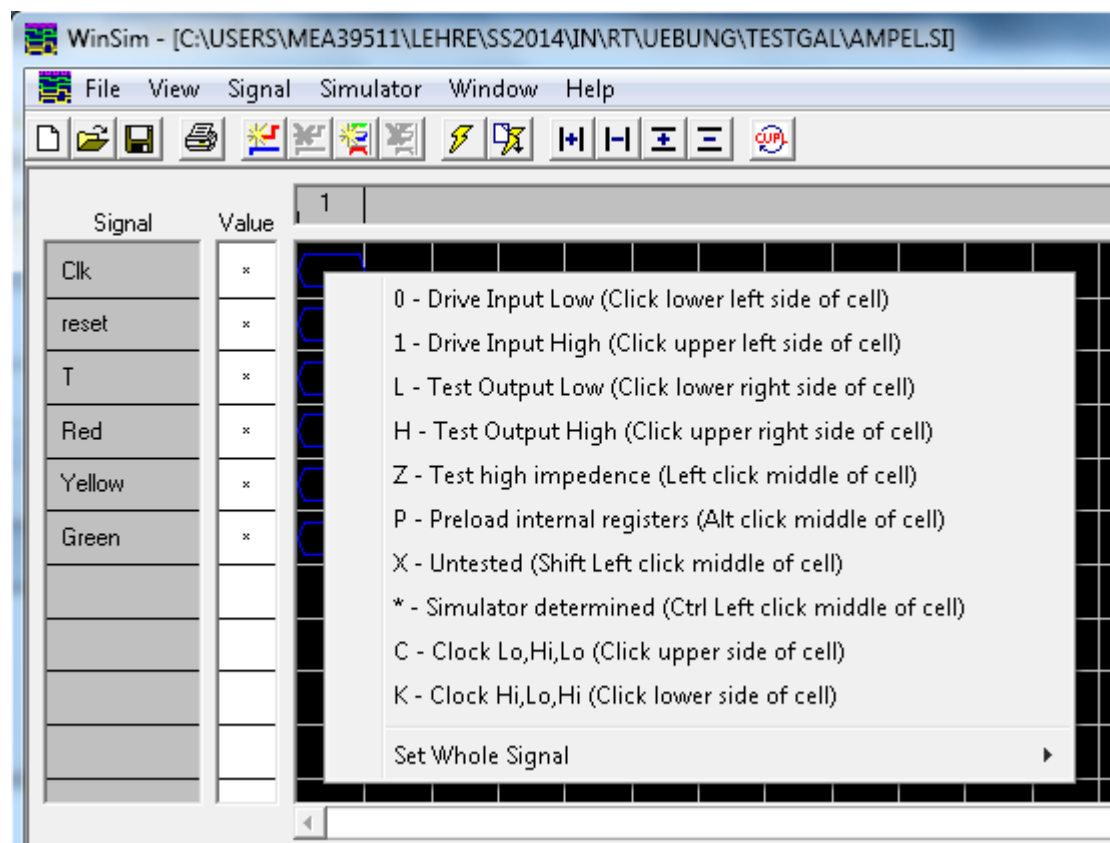 WinSim - [C:\USERS\MEA39511\LEHRE\SS2014\IN\RT\UEBUNG\TESTGAL\AMPEL.SI]
File View Signal Simulator Window Help
CUPL
1
Signal Value
Clk *
reset *
T *
Red *
Yellow *
Green *
0 - Drive Input Low (Click lower left side of cell)
1 - Drive Input High (Click upper left side of cell)
L - Test Output Low (Click lower right side of cell)
H - Test Output High (Click upper right side of cell)
Z - Test high impedence (Left click middle of cell)
P - Preload internal registers (Alt click middle of cell)
X - Untested (Shift Left click middle of cell)
* - Simulator determined (Ctrl Left click middle of cell)
C - Clock Lo,Hi,Lo (Click upper side of cell)
K - Clock Hi,Lo,Hi (Click lower side of cell)
Set Whole Signal